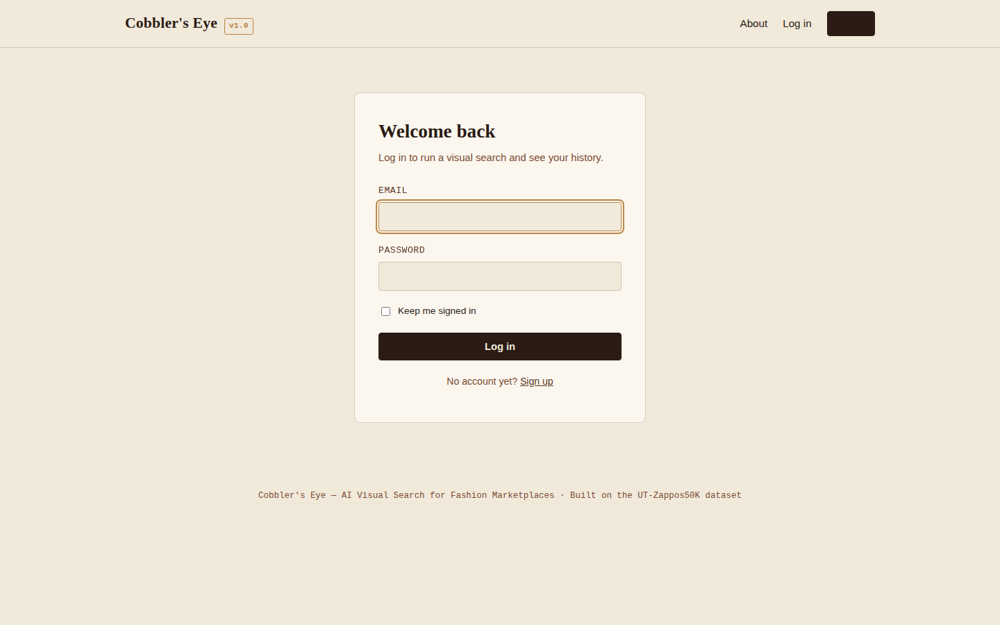 Cobbler's Eye v1.0
About Log in
Welcome back
Log in to run a visual search and see your history.
EMAIL
PASSWORD
Keep me signed in
Log in
No account yet? Sign up
Cobbler's Eye — AI Visual Search for Fashion Marketplaces · Built on the UT-Zappos50K dataset